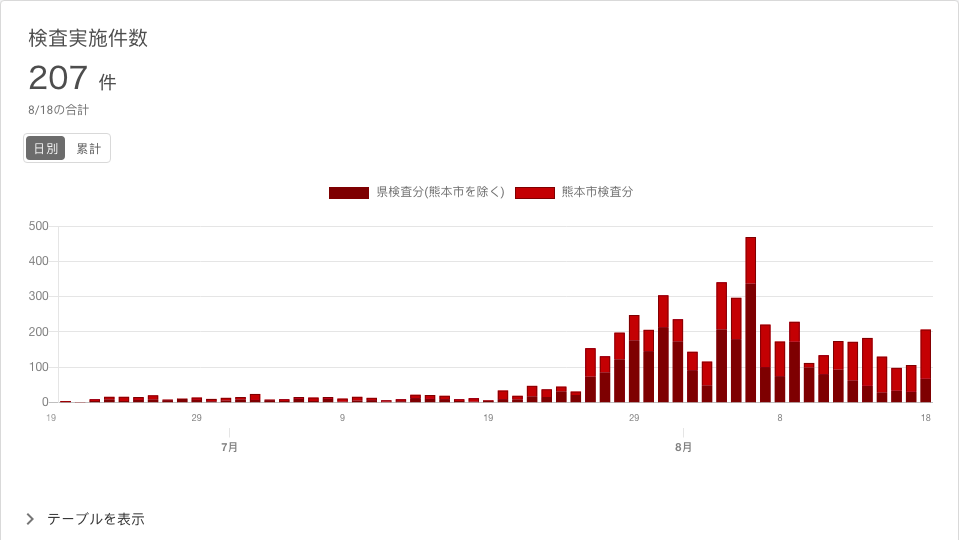 検査実施件数
207 件
8/18の合計
日別 累計
県検査分(熊本市を除く) 熊本市検査分
500
400
300
200
100
0
19 29 9 19 29 8 18
7月 8月
テーブルを表示